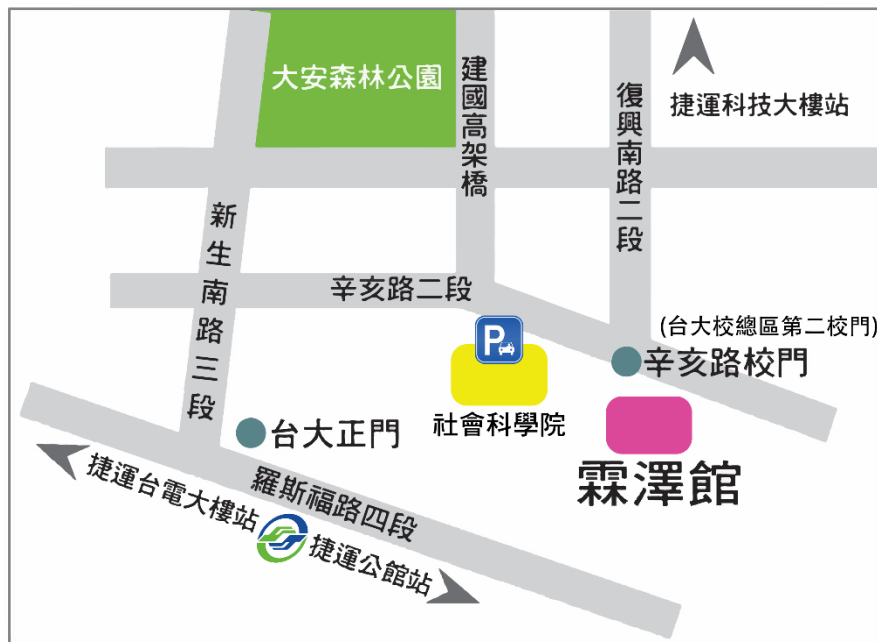 大安森林公園
建國高架橋
復興南路二段
捷運科技大樓站
新生南路三段
辛亥路二段
P
(台大校總區第二校門)
辛亥路校門
社會科學院
台大正門
霖澤館
羅斯福路四段
捷運台電大樓站
捷運公館站